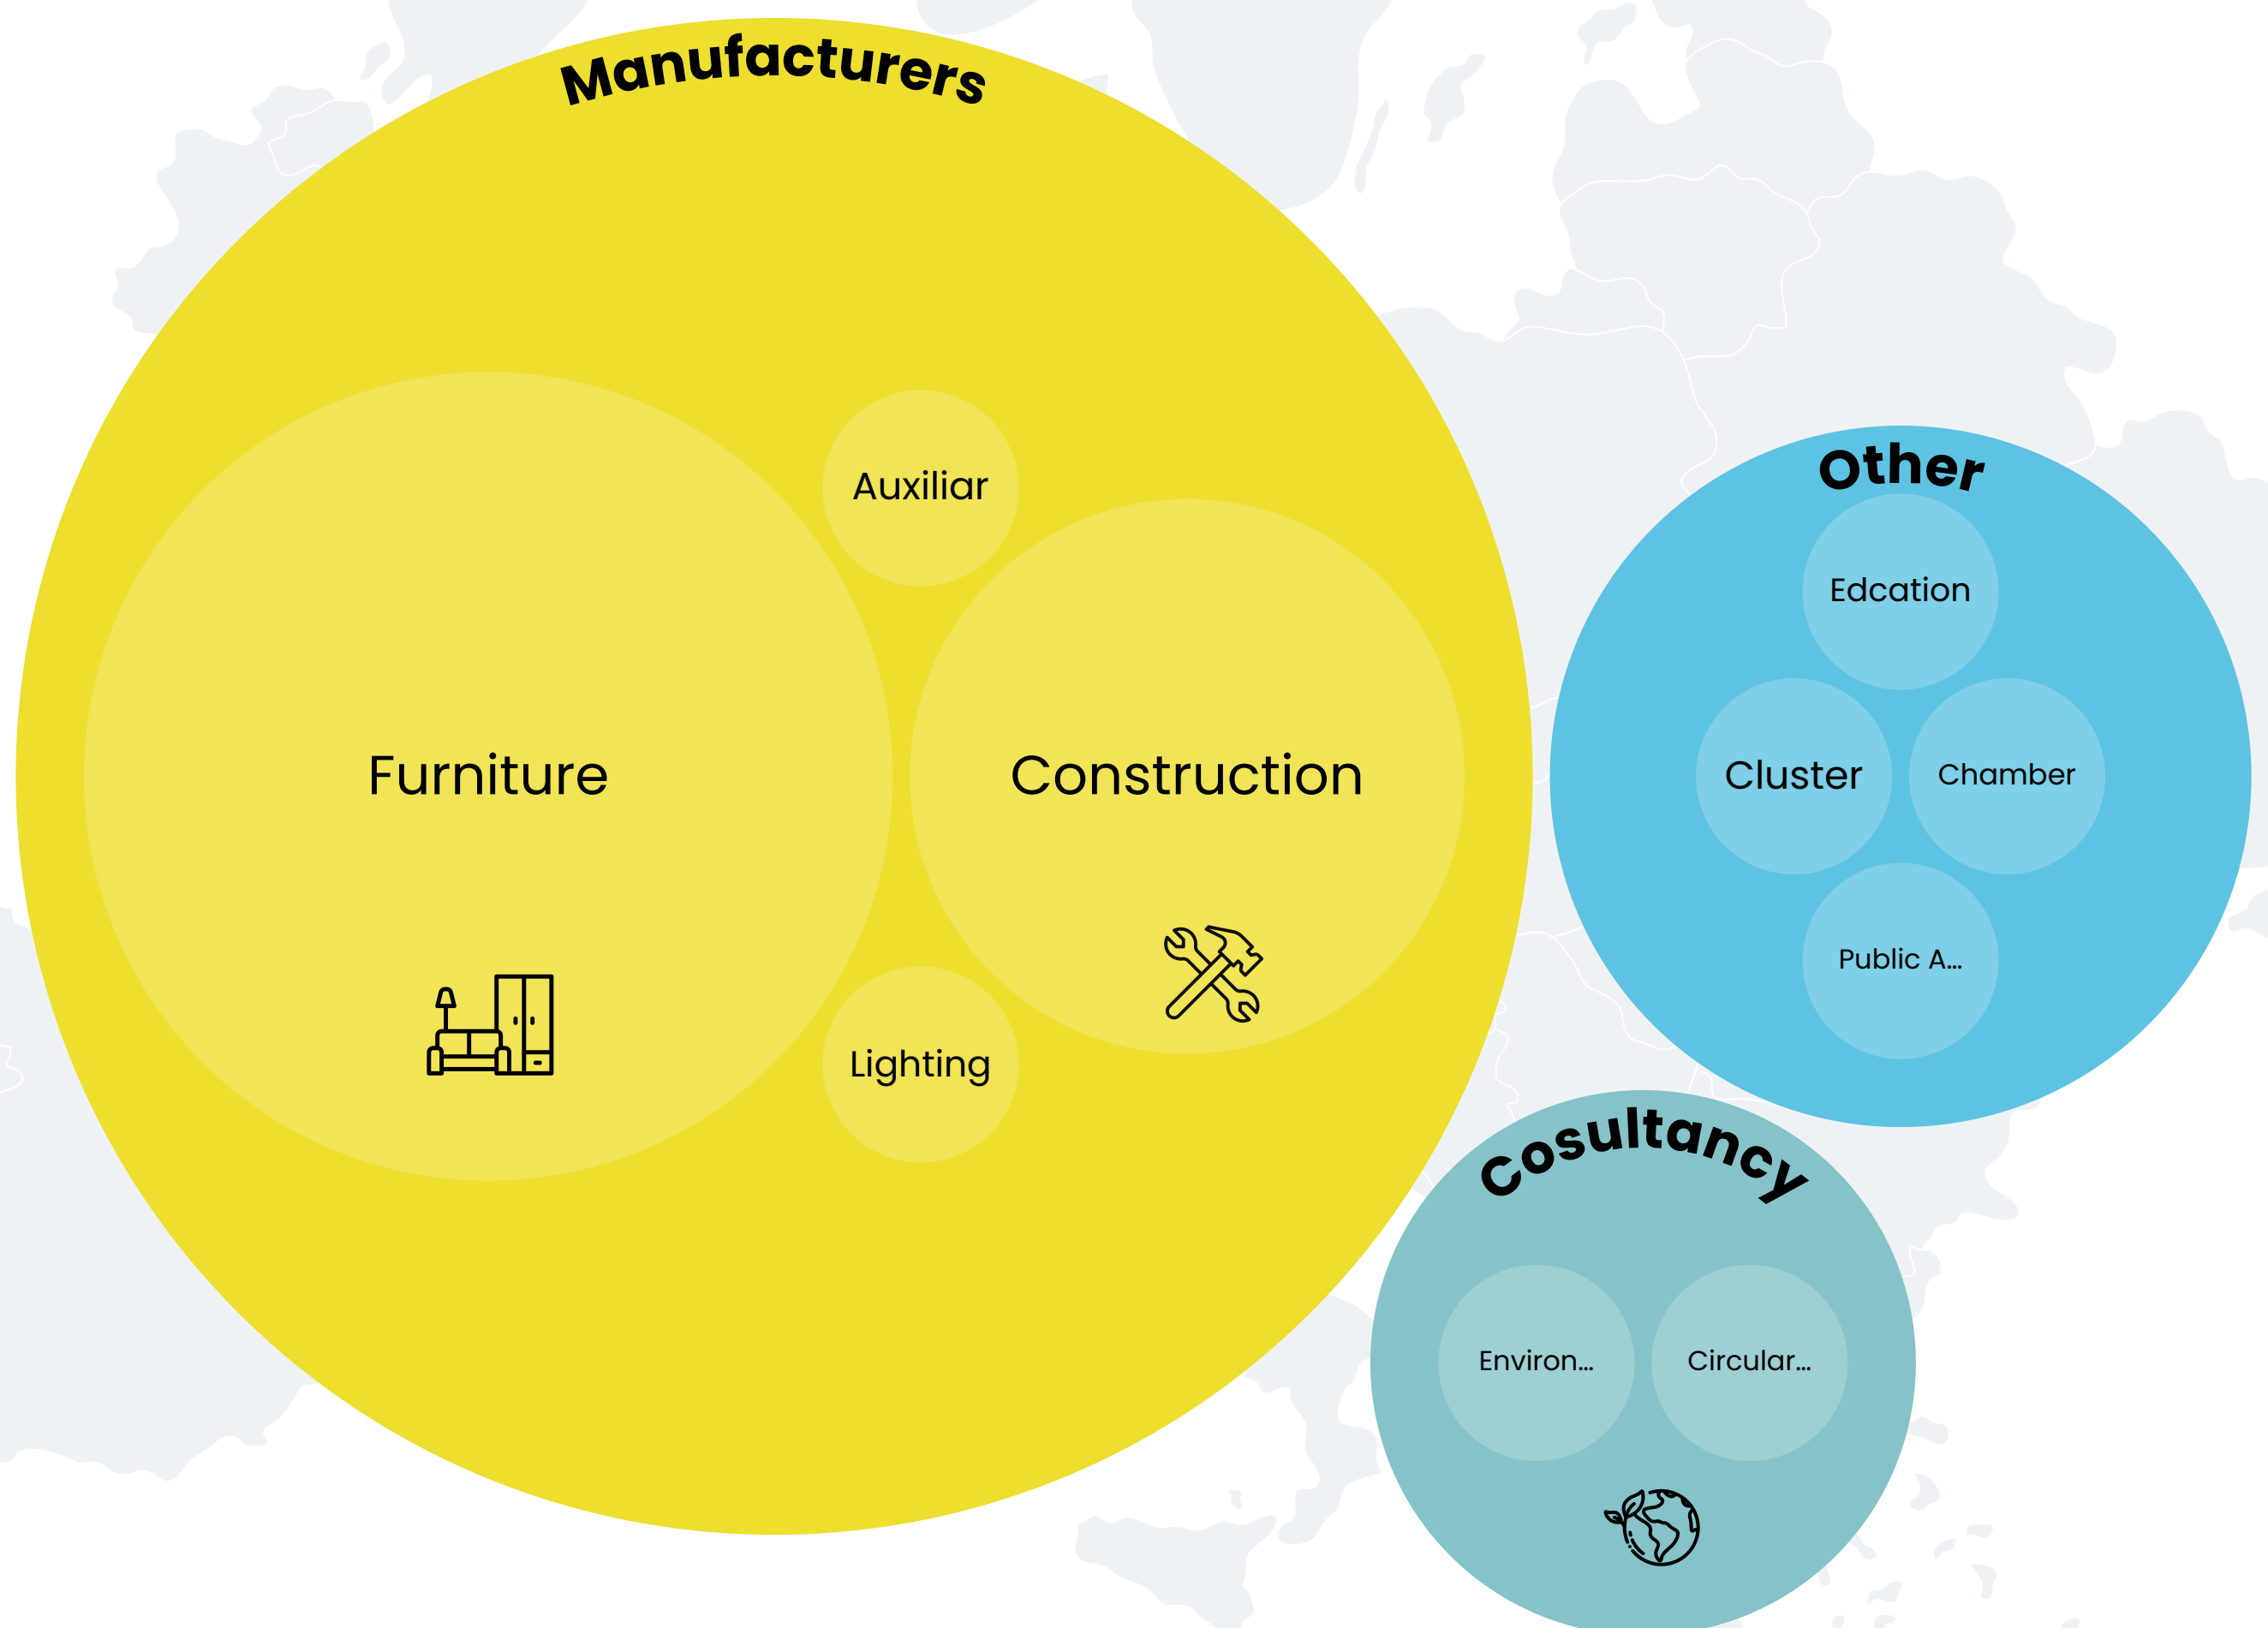 Manufacturers
Furniture
Auxiliar
Construction
Lighting
Other
Edcation
Cluster
Chamber
Public A...
Cosultancy
Environ...
Circular...